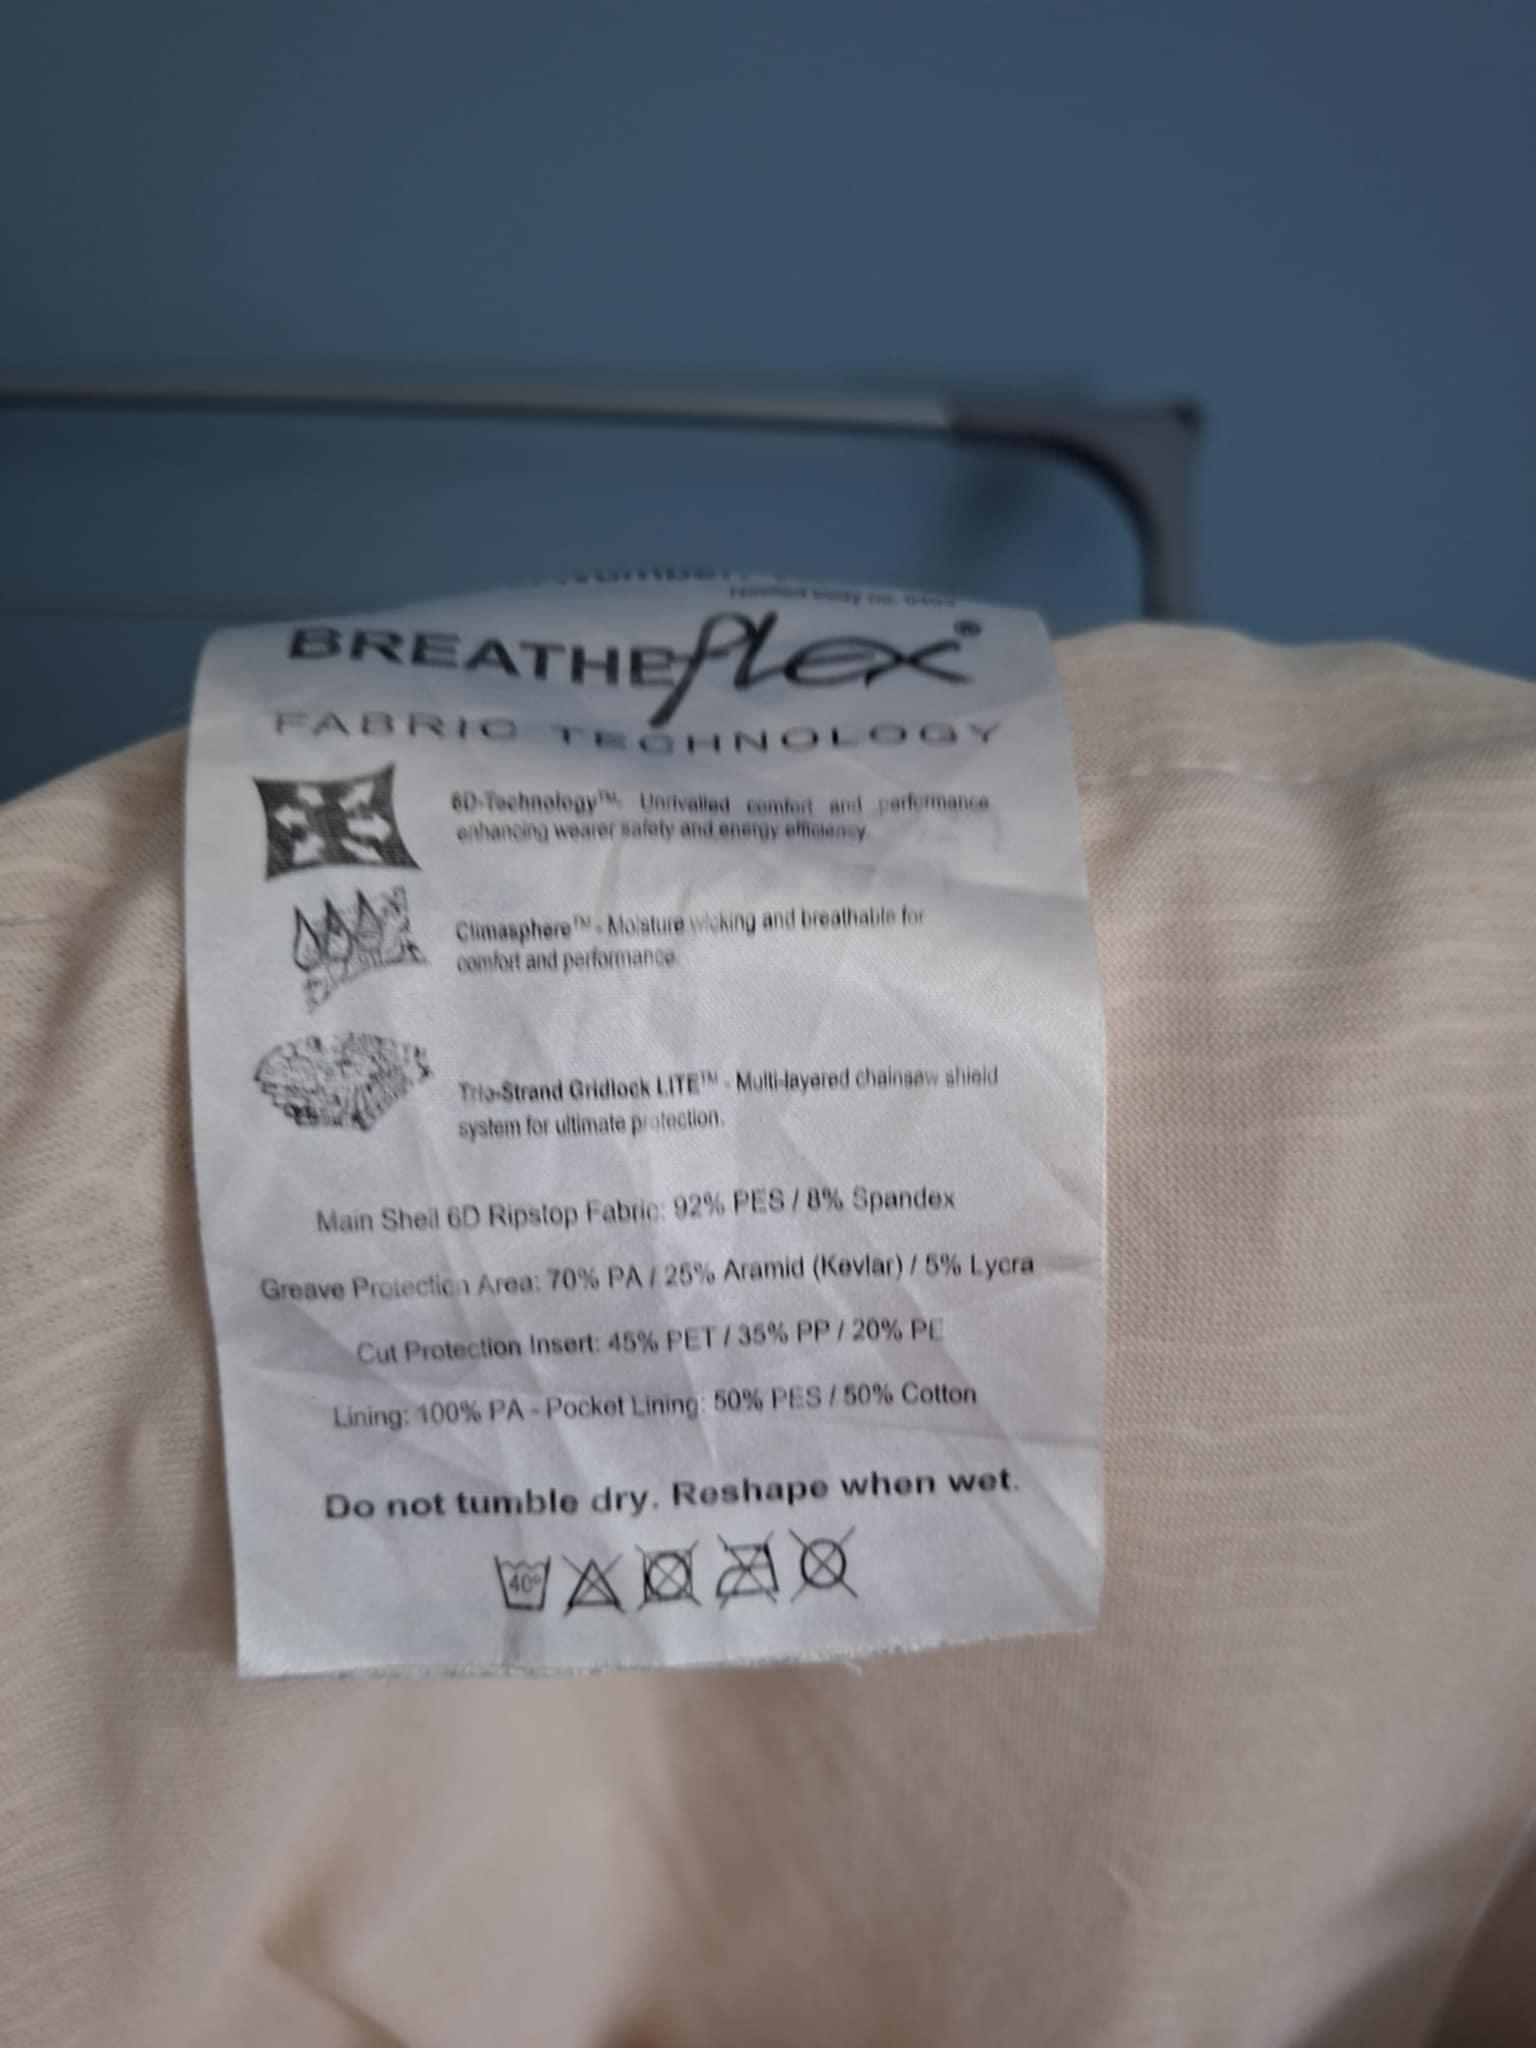 Notified body no.
BREATHEflex®
FABRIC TECHNOLOGY
6D-Technology™- Unrivalled comfort and performance
enhancing wearer safety and energy efficiency.
Climasphere™ - Moisture wicking and breathable for
comfort and performance.
Trio-Strand Gridlock LITE™ - Multi-layered chainsaw shield
system for ultimate protection.
Main Shell 6D Ripstop Fabric: 92% PES / 8% Spandex
Greave Protection Area: 70% PA / 25% Aramid (Kevlar) / 5% Lycra
Cut Protection Insert: 45% PET / 35% PP / 20% PE
Lining: 100% PA - Pocket Lining: 50% PES / 50% Cotton
Do not tumble dry. Reshape when wet.
40°